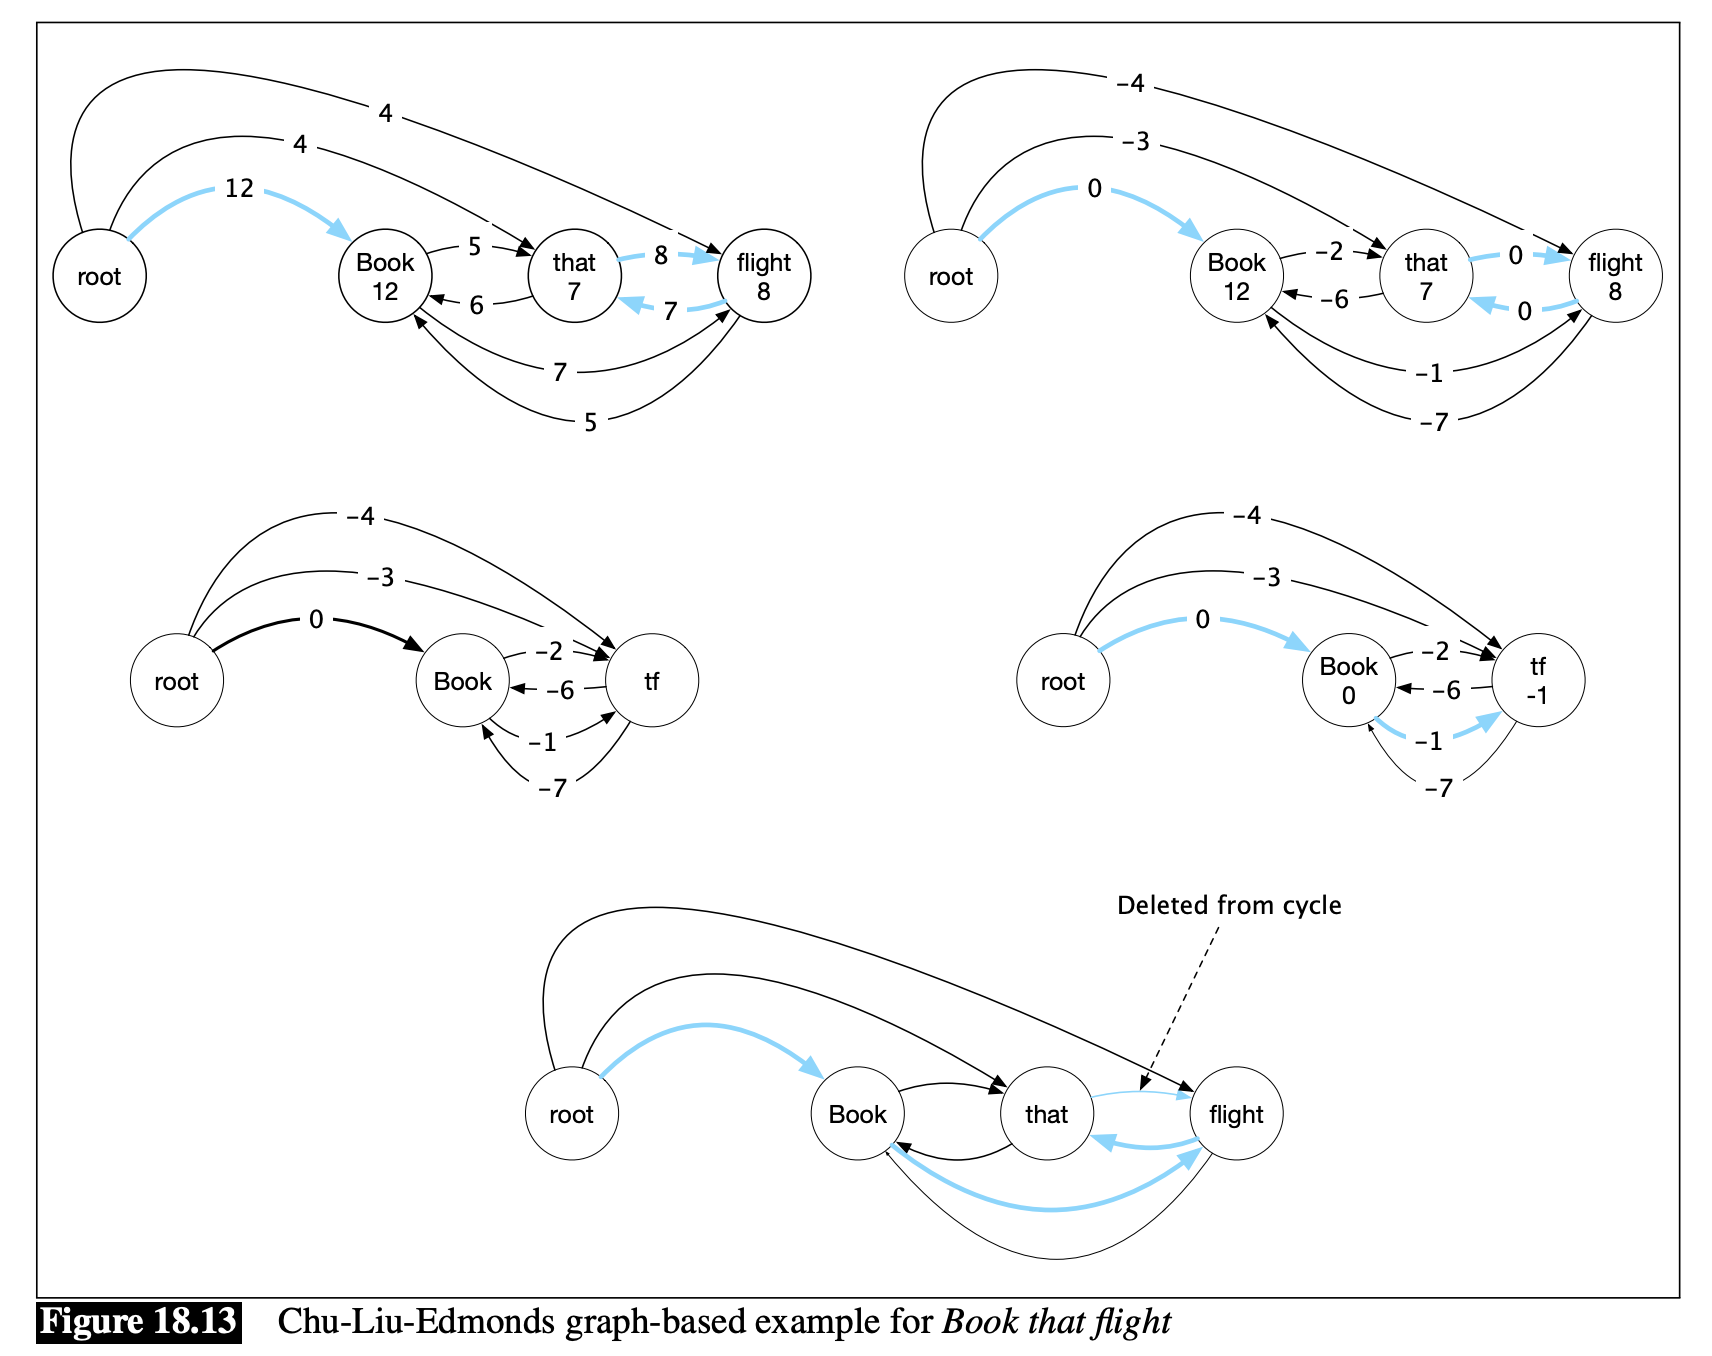 4
-4
4
-3
12
0
root
Book
12
5
6
that
7
8
7
flight
8
7
5
root
Book
12
-2
-6
that
7
0
0
flight
8
-1
-7
-4
-3
0
root
Book
-2
-6
tf
-1
-7
-4
-3
0
root
Book
0
-2
-6
tf
-1
-1
-7
Deleted from cycle
root
Book
that
flight
Figure 18.13 Chu-Liu-Edmonds graph-based example for Book that flight